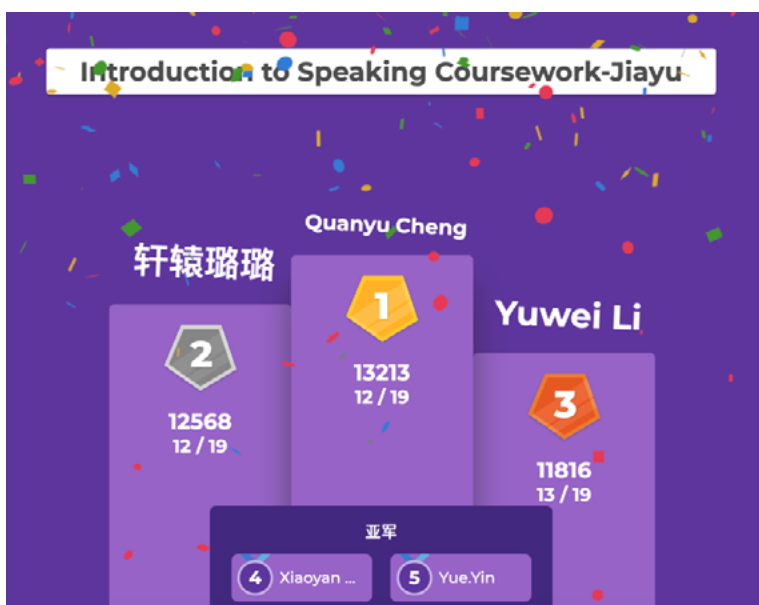 Introduction to Speaking Coursework-Jiayu
Quanyu Cheng
轩辕璐璐
Yuwei Li
1
13213
12 / 19
2
12568
12 / 19
3
11816
13 / 19
亚军
4 Xiaoyan ...
5 Yue.Yin